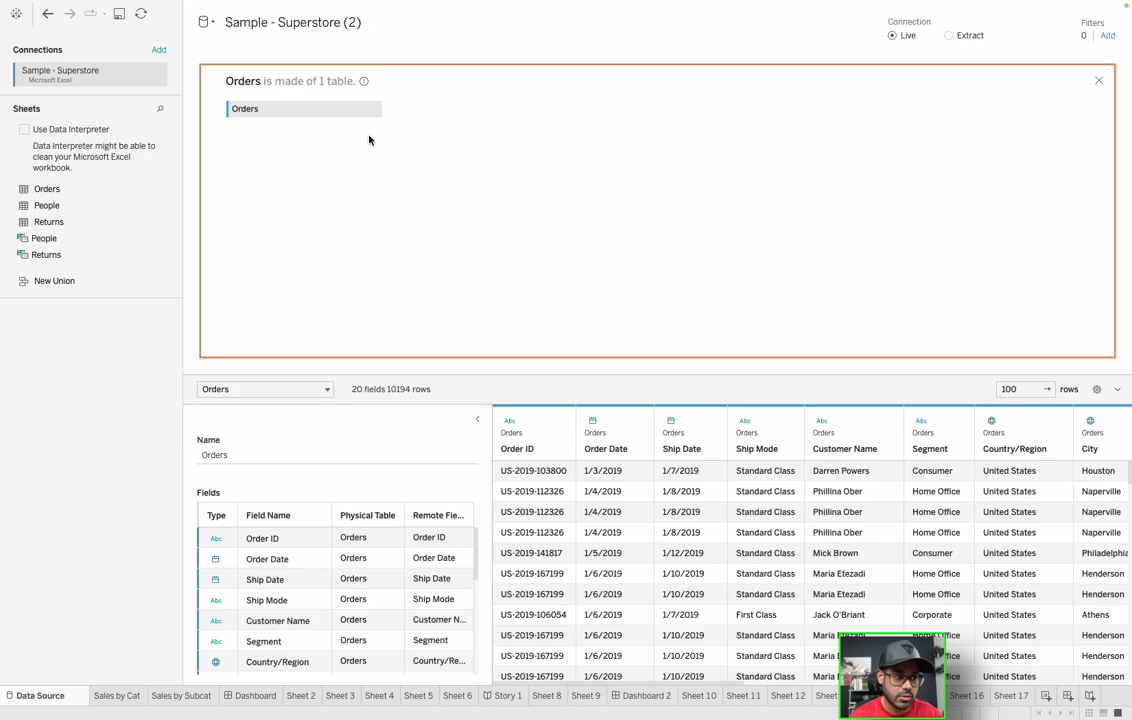 Sample - Superstore (2)
Connection
Live
Extract
Filters
0
Add
Connections
Add
Sample - Superstore
Microsoft Excel
Sheets
Use Data Interpreter
Data Interpreter might be able to
clean your Microsoft Excel
workbook.
Orders
People
Returns
People
Returns
New Union
Orders is made of 1 table.
Orders
Orders
20 fields 10194 rows
100
rows
Name
Orders
Fields
Type Field Name Physical Table Remote Fie...
Abc Order ID Orders Order ID
Order Date Orders Order Date
Ship Date Orders Ship Date
Abc Ship Mode Orders Ship Mode
Abc Customer Name Orders Customer N...
Abc Segment Orders Segment
Country/Region Orders Country/Re...
Abc Abc Abc Abc
Orders Orders Orders Orders Orders Orders Orders Orders
Order ID Order Date Ship Date Ship Mode Customer Name Segment Country/Region City
US-2019-103800 1/3/2019 1/7/2019 Standard Class Darren Powers Consumer United States Houston
US-2019-112326 1/4/2019 1/8/2019 Standard Class Phillina Ober Home Office United States Naperville
US-2019-112326 1/4/2019 1/8/2019 Standard Class Phillina Ober Home Office United States Naperville
US-2019-112326 1/4/2019 1/8/2019 Standard Class Phillina Ober Home Office United States Naperville
US-2019-141817 1/5/2019 1/12/2019 Standard Class Mick Brown Consumer United States Philadelphia
US-2019-167199 1/6/2019 1/10/2019 Standard Class Maria Etezadi Home Office United States Henderson
US-2019-167199 1/6/2019 1/10/2019 Standard Class Maria Etezadi Home Office United States Henderson
US-2019-106054 1/6/2019 1/7/2019 First Class Jack O'Briant Corporate United States Athens
US-2019-167199 1/6/2019 1/10/2019 Standard Class Maria Etezadi Home Office United States Henderson
US-2019-167199 1/6/2019 1/10/2019 Standard Class Maria United States Henderson
US-2019-167199 1/6/2019 1/10/2019 Standard Class Maria United States Henderson
Data Source Sales by Cat Sales by Subcat Dashboard Sheet 2 Sheet 3 Sheet 4 Sheet 5 Sheet 6 Story 1 Sheet 8 Sheet 9 Dashboard 2 Sheet 10 Sheet 11 Sheet 12 Sheet Sheet 16 Sheet 17